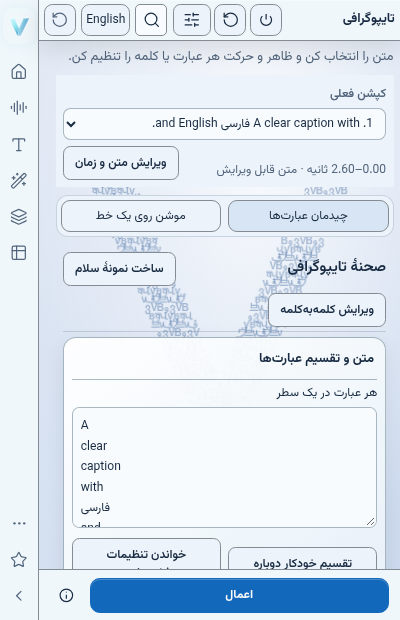 تایپوگرافی
English
متن را انتخاب کن و ظاهر و حرکت هر عبارت یا کلمه را تنظیم کن.
کپشن فعلی
1. A clear caption with فارسی and English.
0.00–2.60 ثانیه · متن قابل ویرایش
ویرایش متن و زمان
چیدمان عبارت‌ها
موشن روی یک خط
صحنهٔ تایپوگرافی
ساخت نمونهٔ سلام
ویرایش کلمه‌به‌کلمه
متن و تقسیم عبارت‌ها
هر عبارت در یک سطر
A
clear
caption
with
فارسی
and
تقسیم خودکار دوباره
خواندن تنظیمات
اعمال